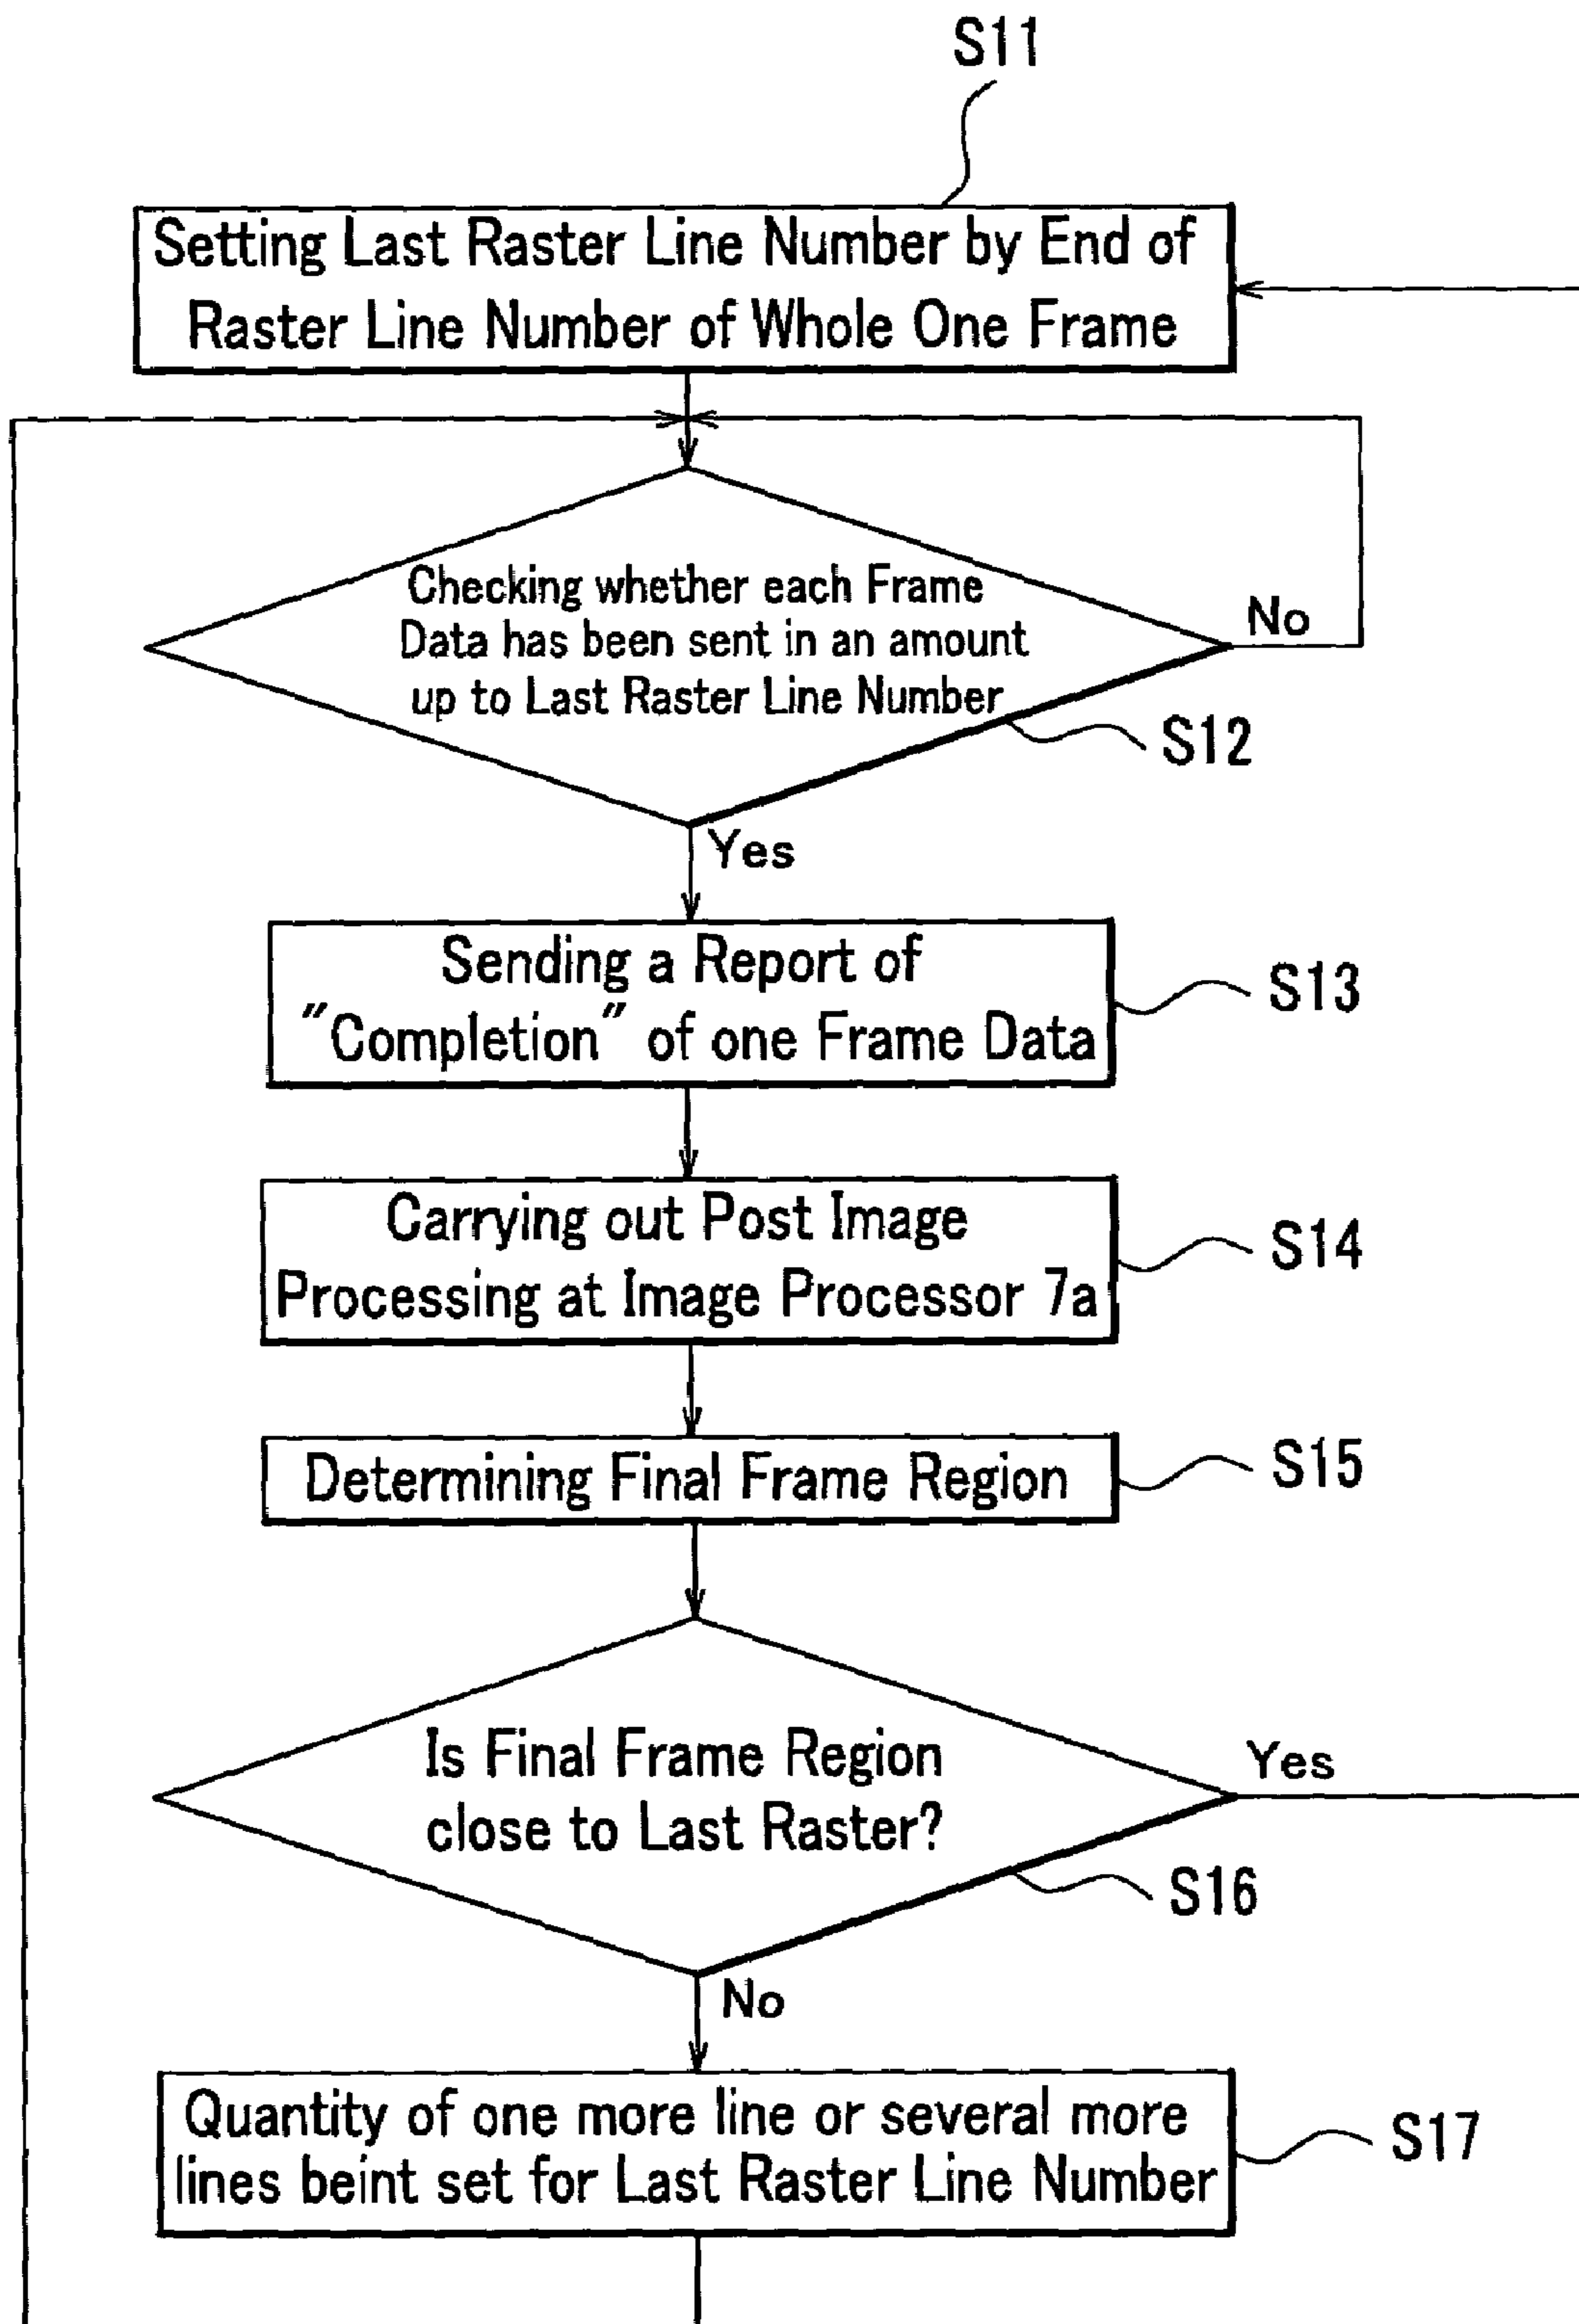 S11
Setting Last Raster Line Number by End of
Raster Line Number of Whole One Frame
Checking whether each Frame
Data has been sent in an amount
up to Last Raster Line Number
No
S12
Yes
Sending a Report of
"Completion" of one Frame Data
S13
Carrying out Post Image
Processing at Image Processor 7a
S14
Determining Final Frame Region
S15
Is Final Frame Region
close to Last Raster?
Yes
S16
No
Quantity of one more line or several more
lines beint set for Last Raster Line Number
S17